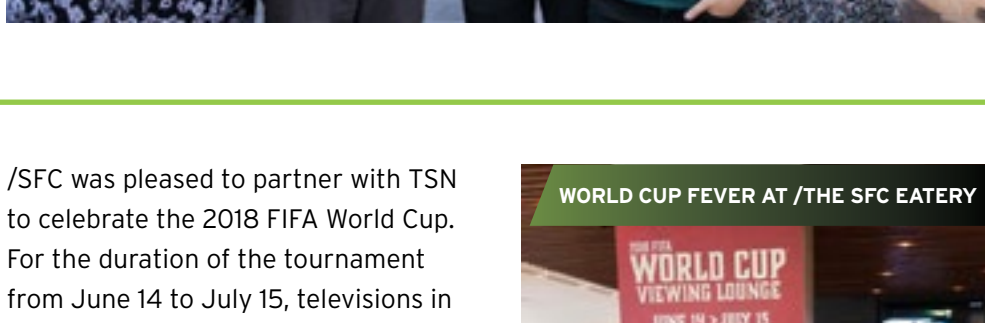 /SFC was pleased to partner with TSN
to celebrate the 2018 FIFA World Cup.
For the duration of the tournament
from June 14 to July 15, televisions in
WORLD CUP FEVER AT /THE SFC EATERY
2018 FIFA
WORLD CUP
VIEWING LOUNGE
JUNE 14 > JULY 15